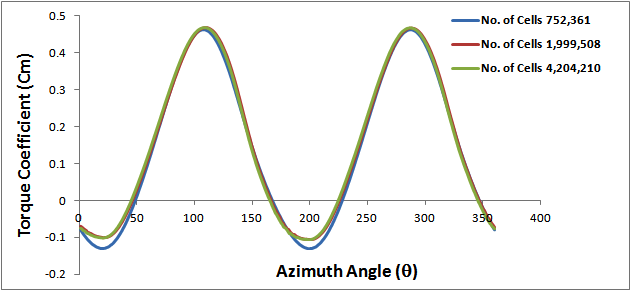 0.5
0.4
0.3
0.2
0.1
0
-0.1
-0.2
0 50 100 150 200 250 300 350 400
Torque Coefficient (Cm)
Azimuth Angle (θ)
No. of Cells 752,361
No. of Cells 1,999,508
No. of Cells 4,204,210